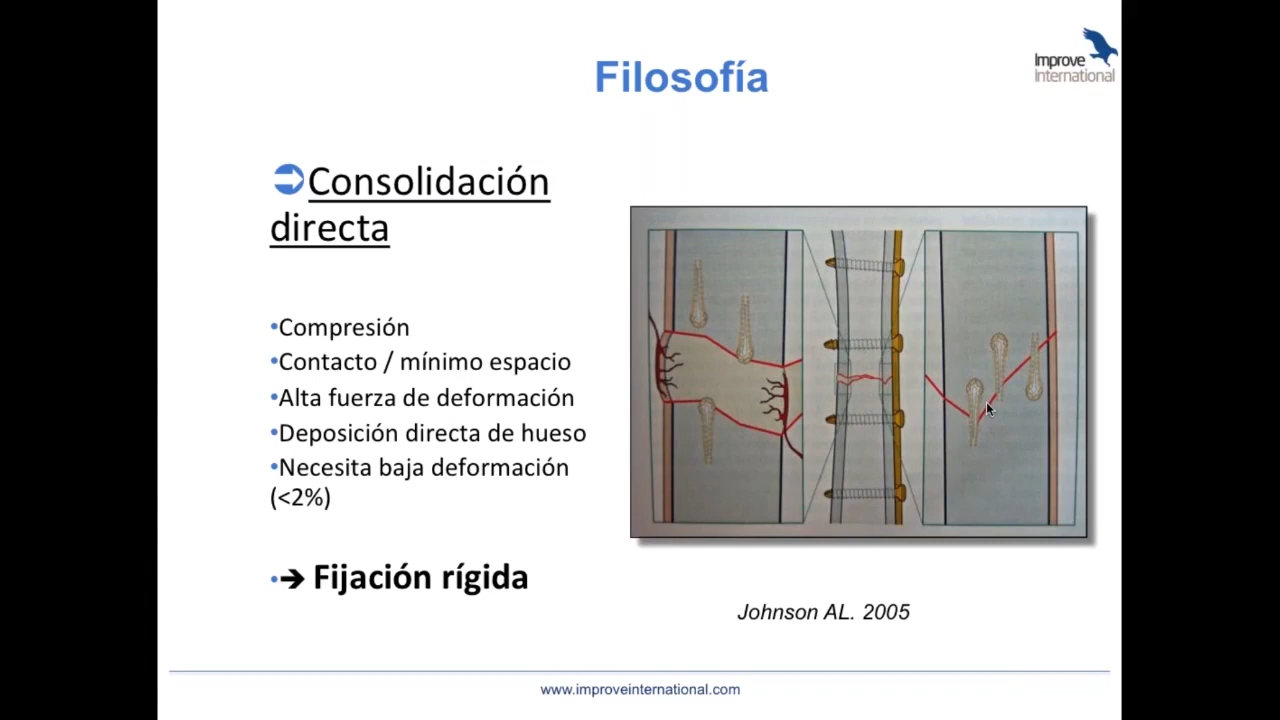 Filosofía
Improve
International
Consolidación
directa
•Compresión
•Contacto / mínimo espacio
•Alta fuerza de deformación
•Deposición directa de hueso
•Necesita baja deformación
(<2%)
•➔ Fijación rígida
Johnson AL. 2005
www.improveinternational.com